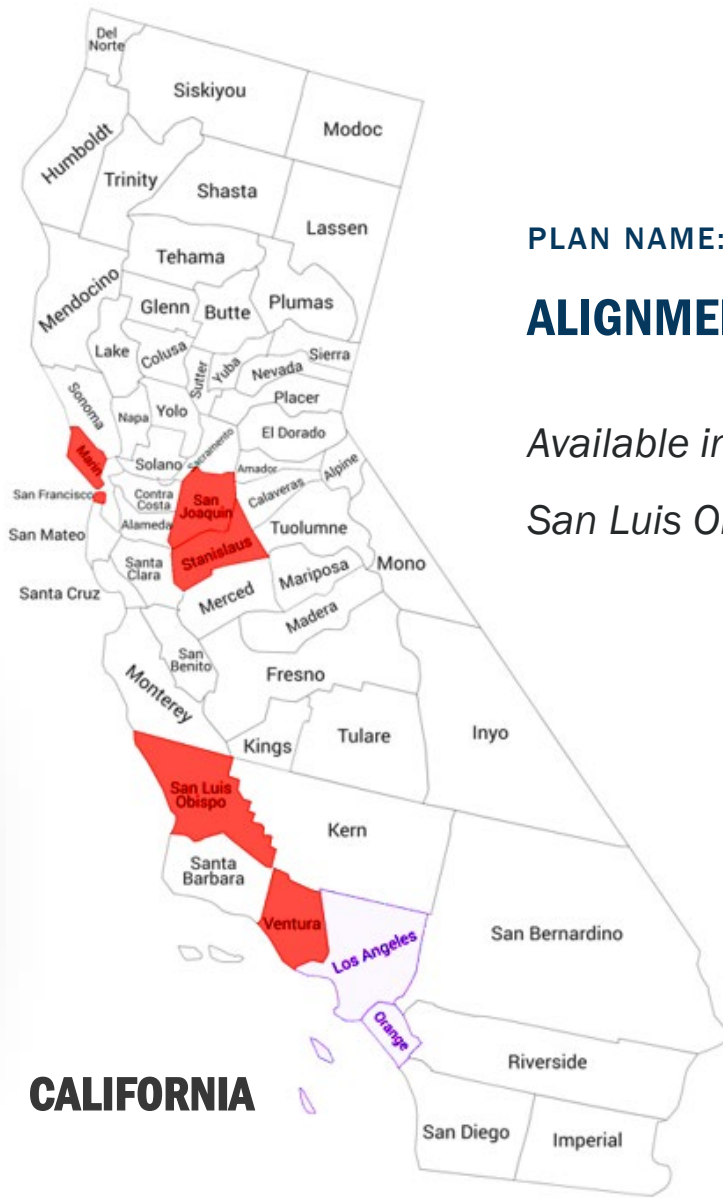 Del
Norte
Siskiyou
Modoc
Humboldt
Trinity
Shasta
Lassen
Tehama
Mendocino
Glenn
Butte
Plumas
Lake
Colusa
Sutter
Yuba
Nevada
Sierra
Placer
Sonoma
Napa
Yolo
El Dorado
Sacramento
Marin
Solano
Amador
Alpine
San Francisco
Contra
Costa
San
Joaquin
Calaveras
San Mateo
Alameda
Tuolumne
Stanislaus
Santa
Clara
Mono
Mariposa
Santa Cruz
Merced
Madera
San
Benito
Fresno
Monterey
Kings
Tulare
Inyo
San Luis
Obispo
Kern
Santa
Barbara
Ventura
Los Angeles
San Bernardino
Orange
Riverside
San Diego
Imperial
CALIFORNIA
PLAN NAME:
ALIGNME
Available in
San Luis O